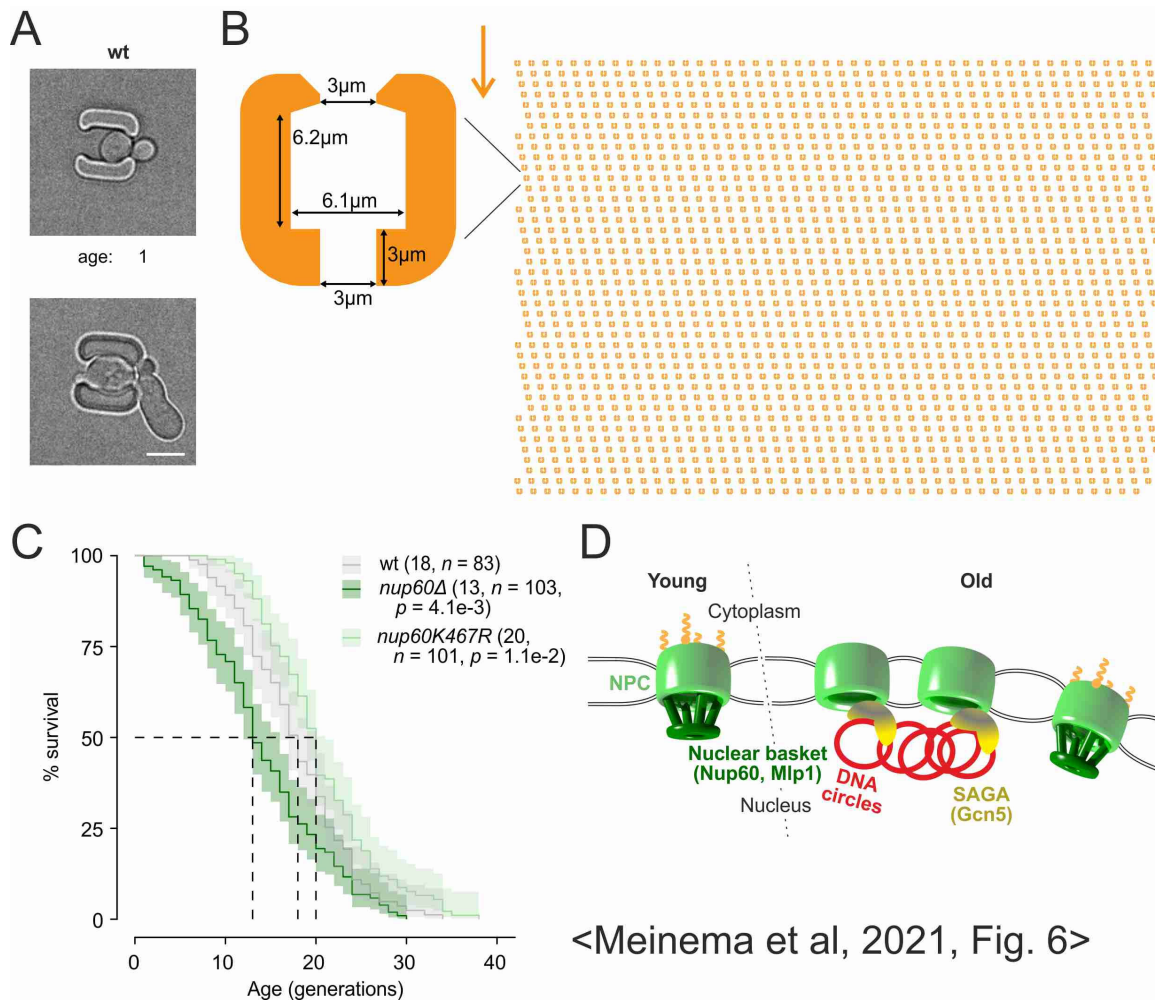 A
wt
age: 1
B
3µm
6.2µm
6.1µm
3µm
3µm
C
100
75
50
25
0
% survival
0
10
20
30
40
Age (generations)
wt (18, n = 83)
nup60Δ (13, n = 103,
p = 4.1e-3)
nup60K467R (20,
n = 101, p = 1.1e-2)
D
Young
Old
Cytoplasm
NPC
Nuclear basket
(Nup60, Mlp1)
Nucleus
DNA
circles
SAGA
(Gcn5)
<Meinema et al, 2021, Fig. 6>